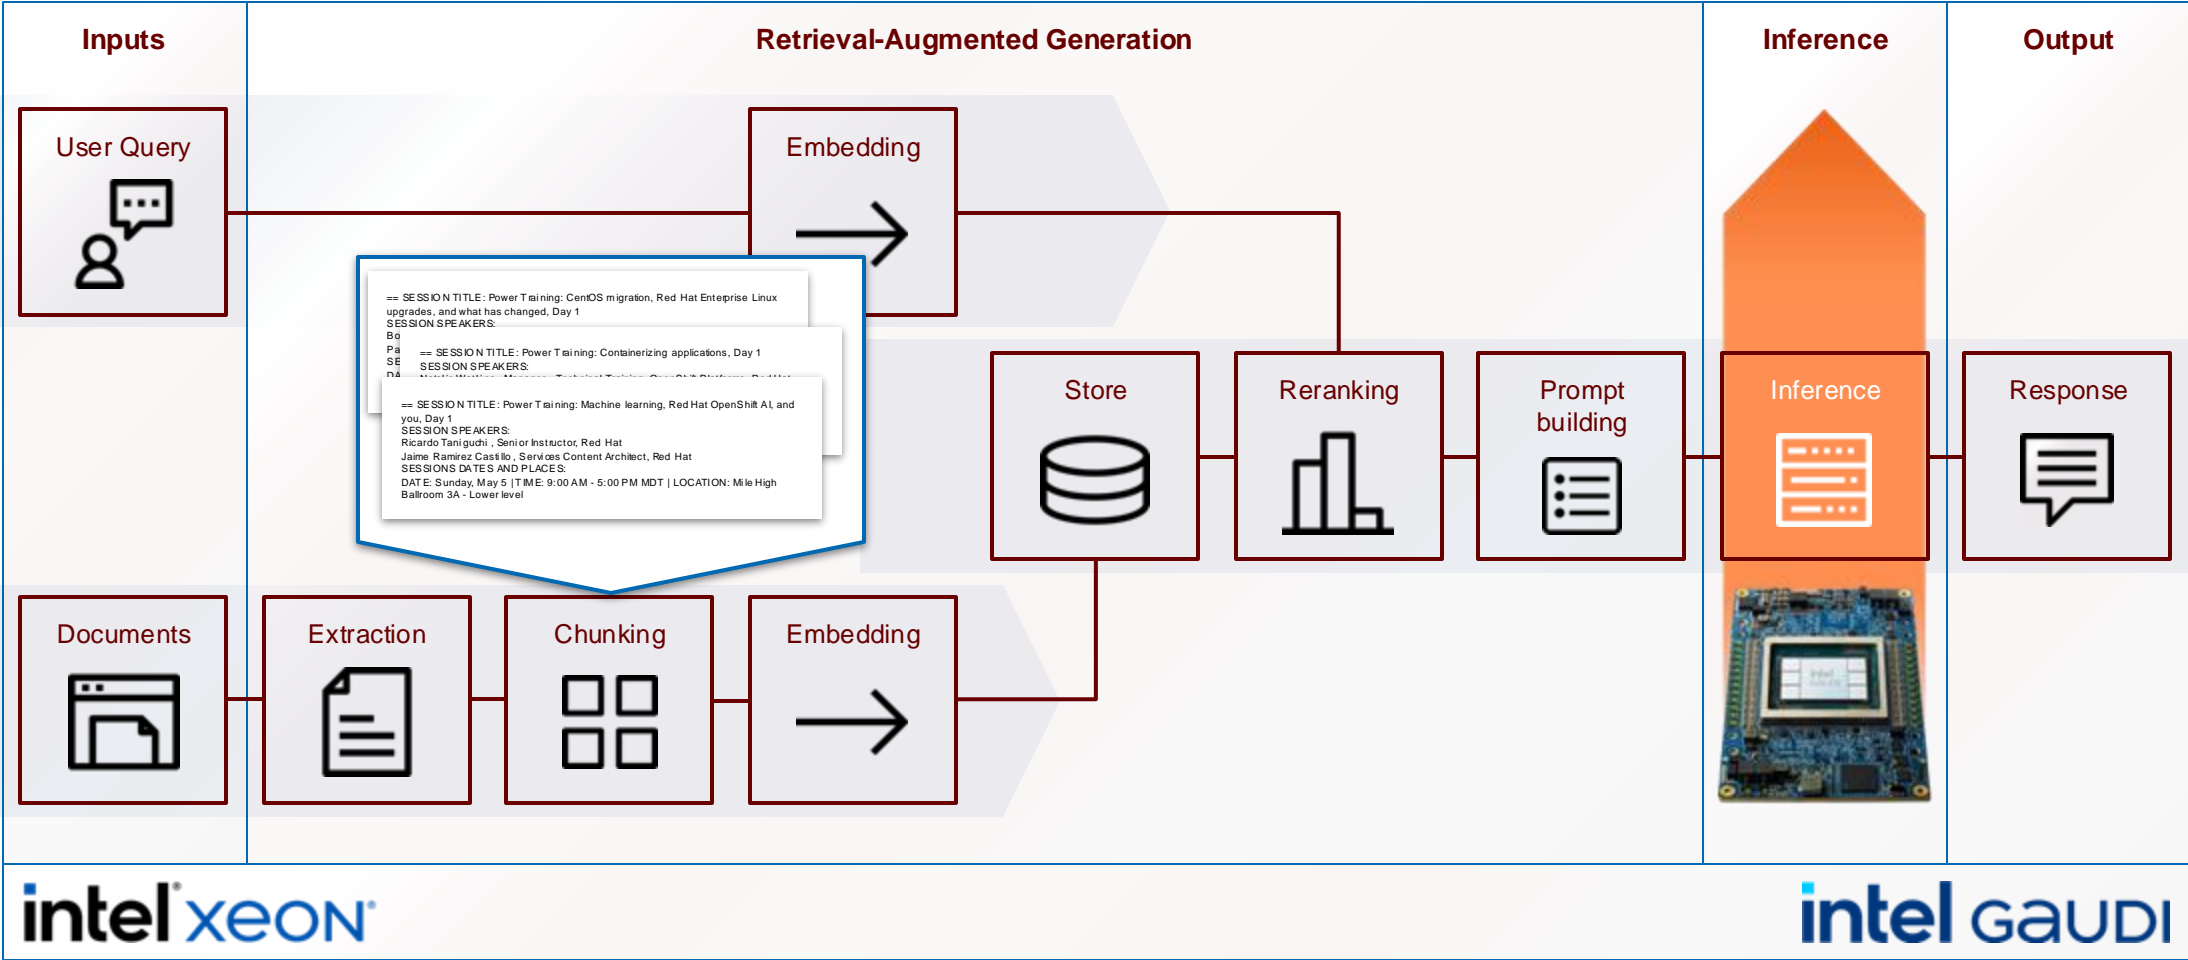 Inputs
Retrieval-Augmented Generation
Inference
Output
User Query
Embedding
== SESSION TITLE: Power Training: CentOS migration, Red Hat Enterprise Linux
upgrades, and what has changed, Day 1
SESSION SPEAKERS:
Bo
Pa
SE
DA
== SESSION TITLE: Power Training: Containerizing applications, Day 1
SESSION SPEAKERS:
== SESSION TITLE: Power Training: Machine learning, Red Hat OpenShift AI, and
you, Day 1
SESSION SPEAKERS:
Ricardo Taniguchi , Senior Instructor, Red Hat
Jaime Ramirez Castillo , Services Content Architect, Red Hat
SESSIONS DATES AND PLACES:
DATE: Sunday, May 5 | TIME: 9:00 AM - 5:00 PM MDT | LOCATION: Mile High
Ballroom 3A - Lower level
Store
Reranking
Prompt
building
Inference
Response
Documents
Extraction
Chunking
Embedding
intel
intel® xeon®
intel GAUDI